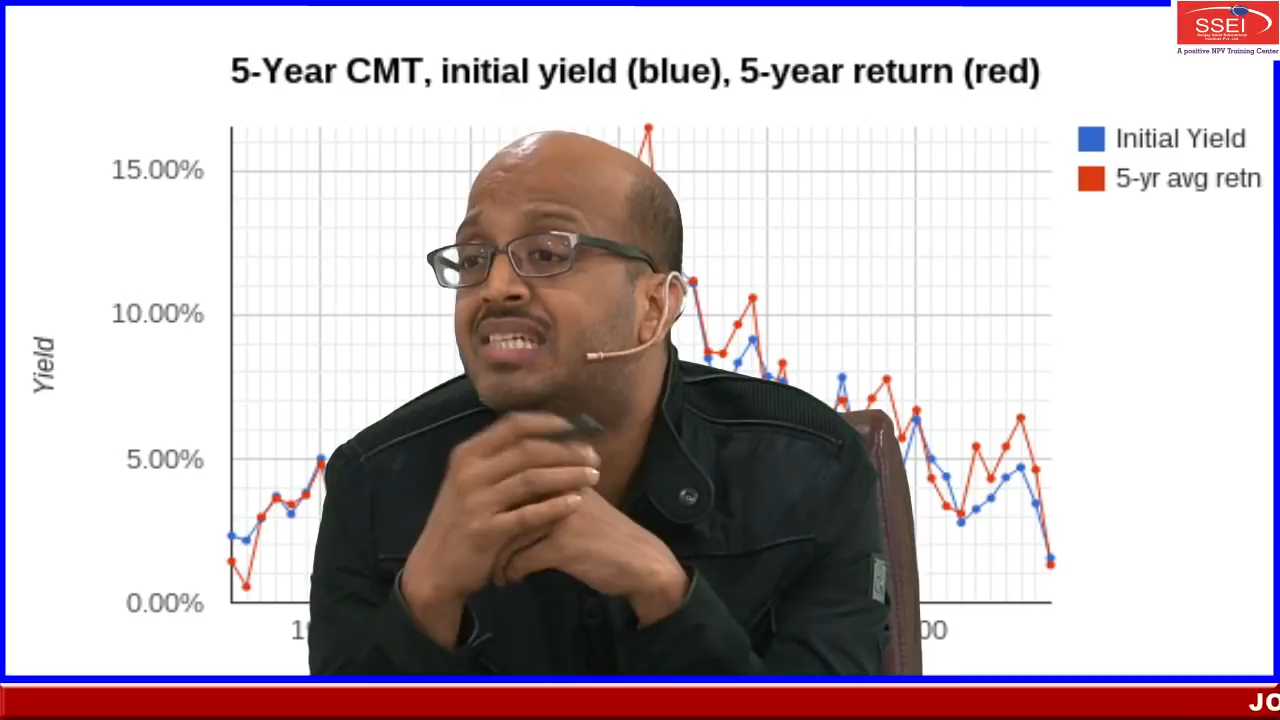 SSEI
A positive NPV Training Center
5-Year CMT, initial yield (blue), 5-year return (red)
Initial Yield
5-yr avg retn
15.00%
10.00%
5.00%
0.00%
Yield